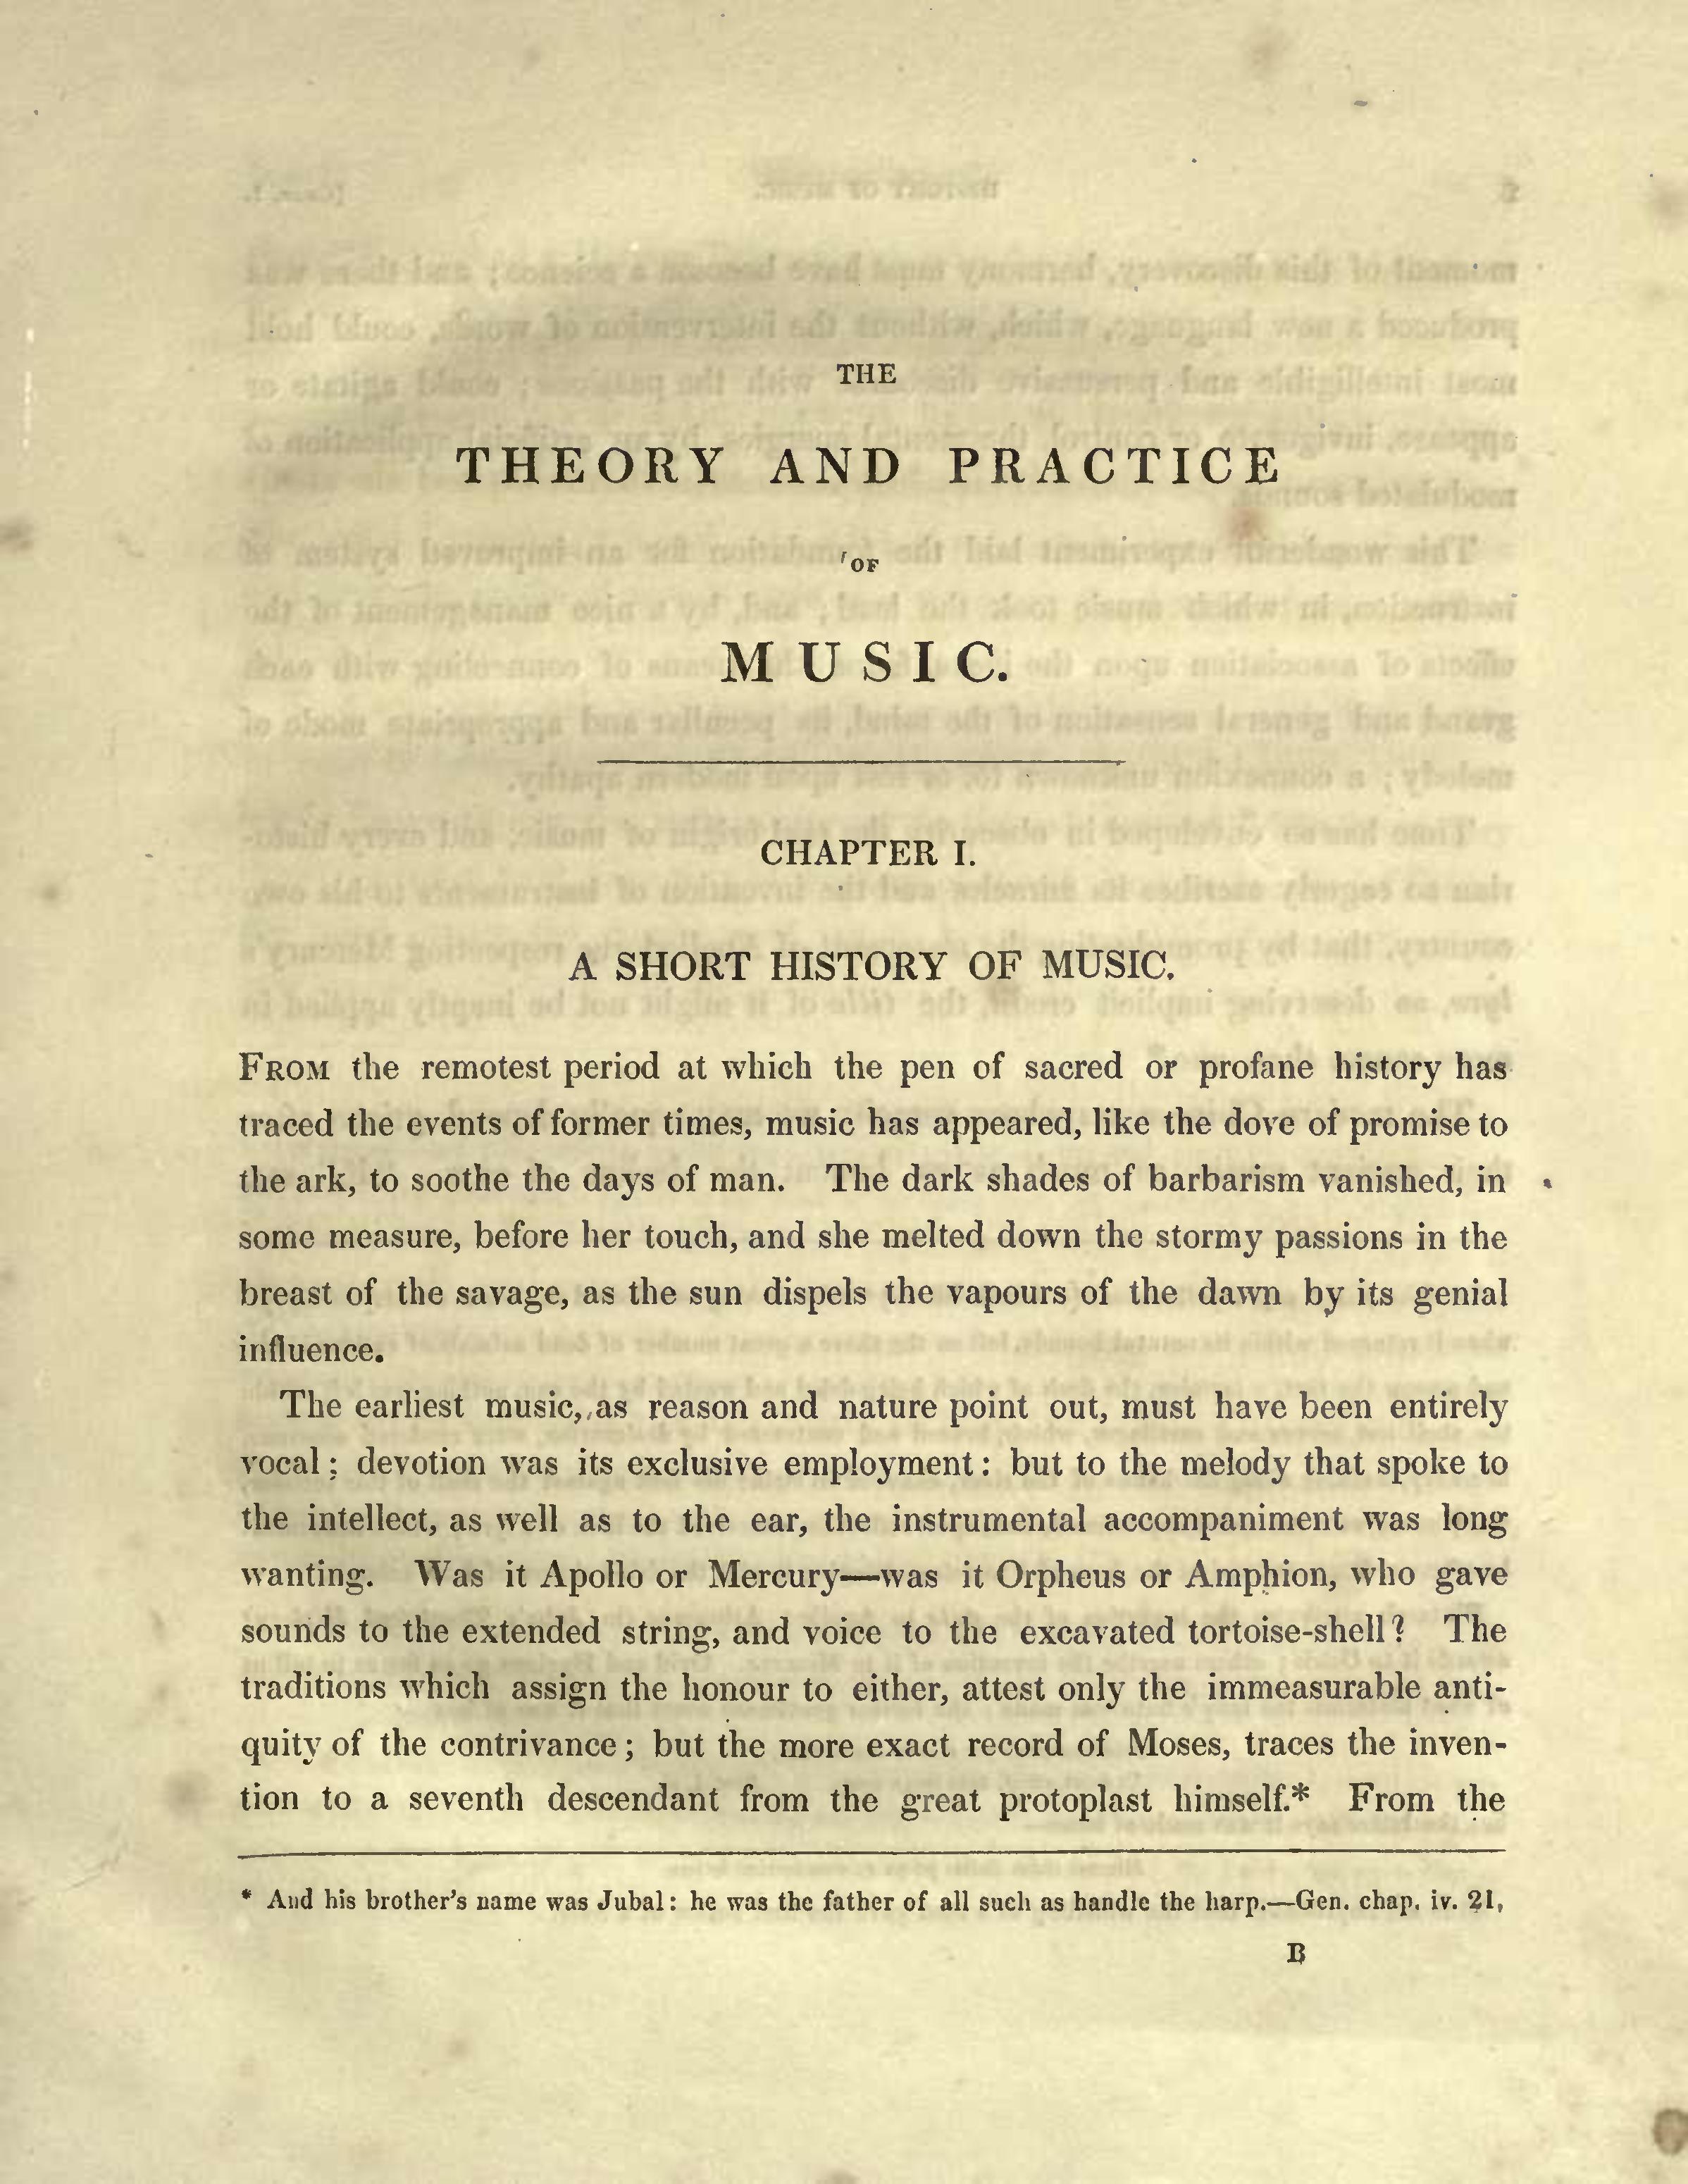 THE
THEORY AND PRACTICE
OF
MUSIC.
CHAPTER I.
A SHORT HISTORY OF MUSIC.
FROM the remotest period at which the pen of sacred or profane history has
traced the events of former times, music has appeared, like the dove of promise to
the ark, to soothe the days of man. The dark shades of barbarism vanished, in
some measure, before her touch, and she melted down the stormy passions in the
breast of the savage, as the sun dispels the vapours of the dawn by its genial
influence.
The earliest music, as reason and nature point out, must have been entirely
vocal; devotion was its exclusive employment: but to the melody that spoke to
the intellect, as well as to the ear, the instrumental accompaniment was long
wanting. Was it Apollo or Mercury—was it Orpheus or Amphion, who gave
sounds to the extended string, and voice to the excavated tortoise-shell? The
traditions which assign the honour to either, attest only the immeasurable anti-
quity of the contrivance; but the more exact record of Moses, traces the inven-
tion to a seventh descendant from the great protoplast himself.* From the
* And his brother's name was Jubal: he was the father of all such as handle the harp.—Gen. chap. iv. 21,
B